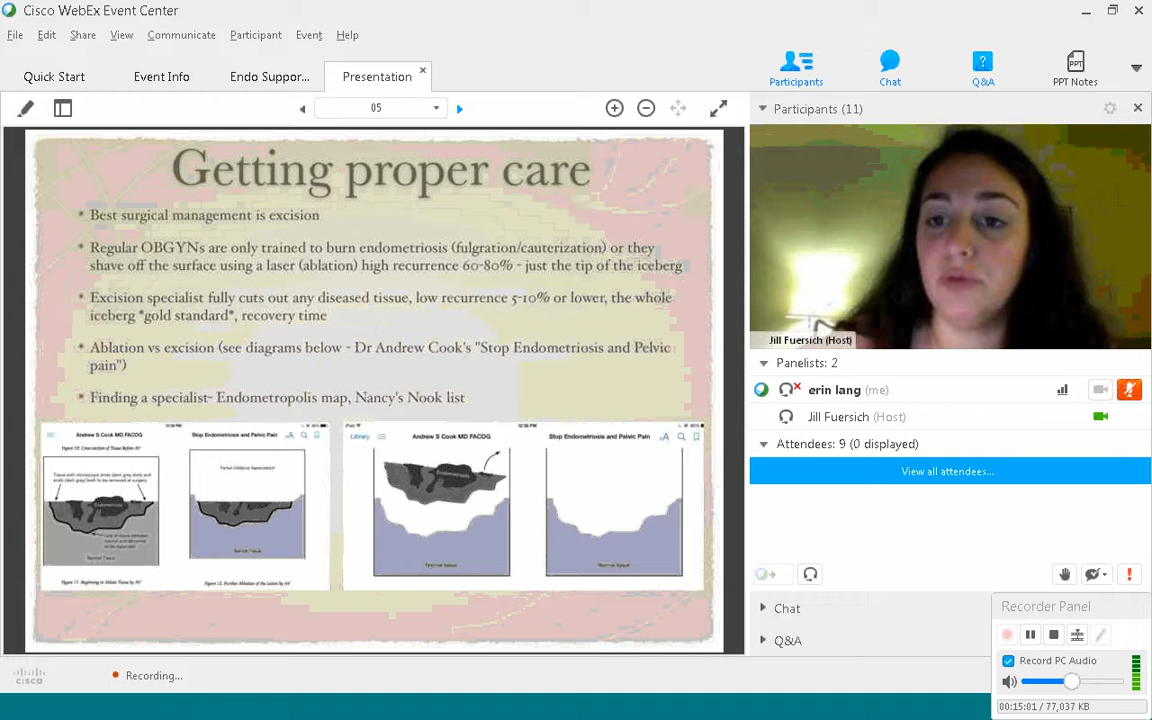 Cisco WebEx Event Center
File Edit Share View Communicate Participant Event Help
Quick Start Event Info Endo Suppor... Presentation
Participants Chat Q&A PPT Notes
05
Participants (11)
Getting proper care
* Best surgical management is excision
* Regular OBGYNs are only trained to burn endometriosis (fulgration/cauterization) or they
shave off the surface using a laser (ablation) high recurrence 60-80% - just the tip of the iceberg
* Excision specialist fully cuts out any diseased tissue, low recurrence 5-10% or lower, the whole
iceberg *gold standard*, recovery time
* Ablation vs excision (see diagrams below - Dr Andrew Cook's "Stop Endometriosis and Pelvic
pain")
* Finding a specialist- Endometropolis map, Nancy's Nook list
Andrew S Cook MD FACOG Stop Endometriosis and Pelvic Pain
Normal Tissue
Library Andrew S Cook MD FACOG Stop Endometriosis and Pelvic Pain
Normal Tissue
Normal Tissue
Jill Fuersich (Host)
Panelists: 2
erin lang (me)
Jill Fuersich (Host)
Attendees: 9 (0 displayed)
View all attendees...
Chat
Q&A
Recorder Panel
Record PC Audio
00:15:01 / 77,037 KB
cisco
Recording...